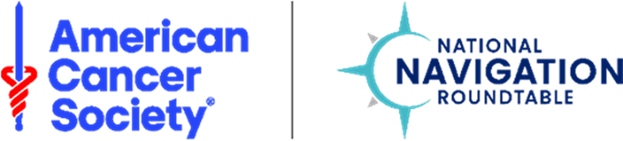 American
Cancer
Society®
NATIONAL
NAVIGATION
ROUNDTABLE